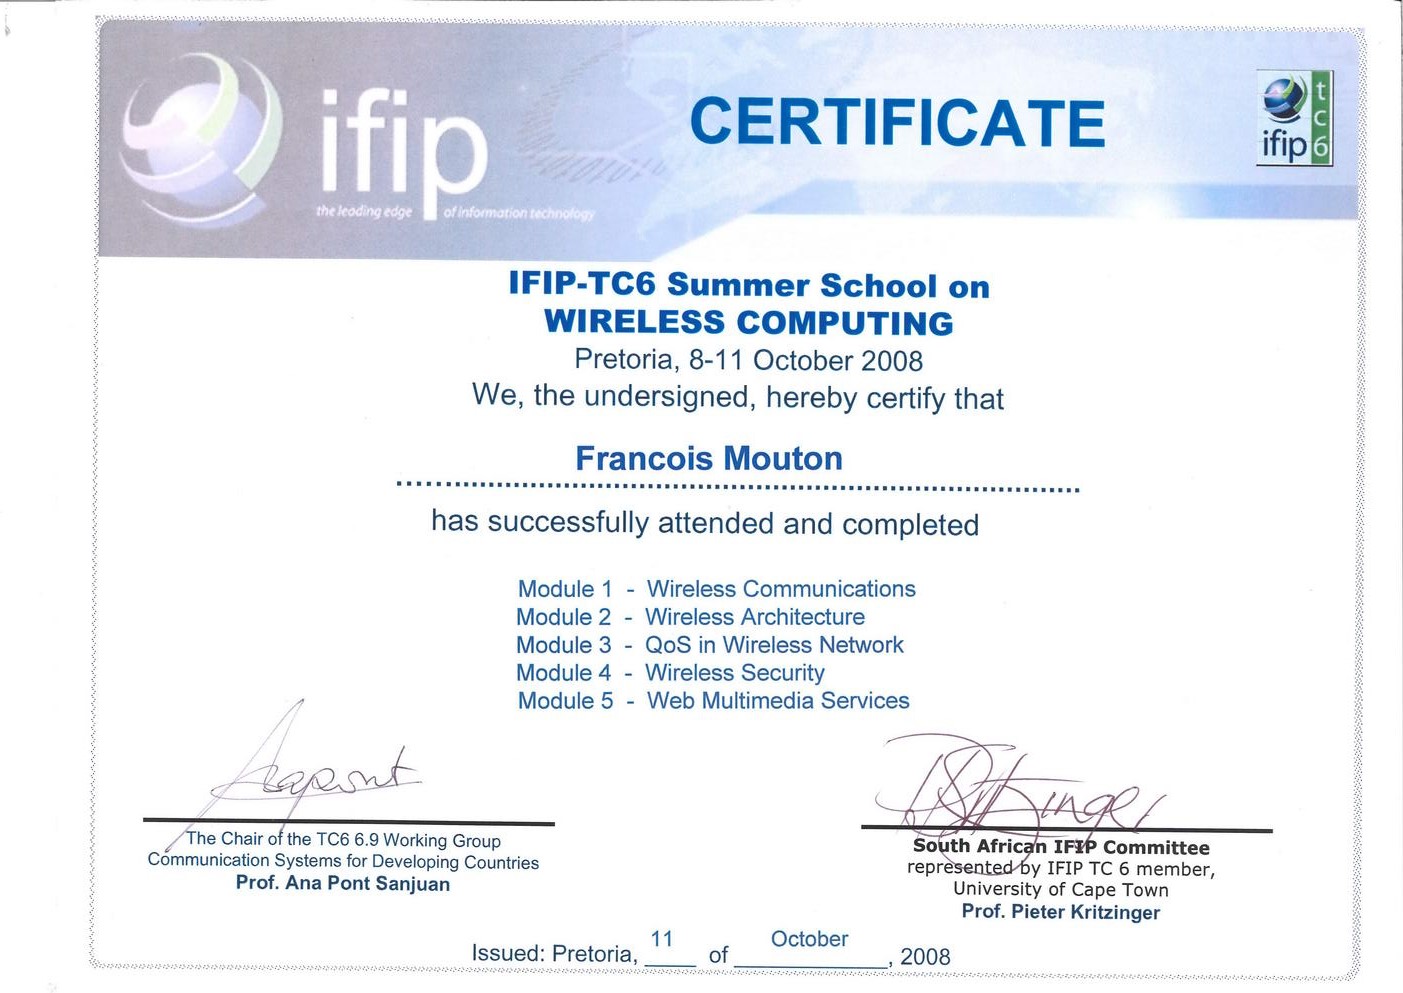 ifip
the leading edge of information technology
CERTIFICATE
ifip tc6
IFIP-TC6 Summer School on
WIRELESS COMPUTING
Pretoria, 8-11 October 2008
We, the undersigned, hereby certify that
Francois Mouton
has successfully attended and completed
Module 1 - Wireless Communications
Module 2 - Wireless Architecture
Module 3 - QoS in Wireless Network
Module 4 - Wireless Security
Module 5 - Web Multimedia Services
The Chair of the TC6 6.9 Working Group
Communication Systems for Developing Countries
Prof. Ana Pont Sanjuan
South African IFIP Committee
represented by IFIP TC 6 member,
University of Cape Town
Prof. Pieter Kritzinger
Issued: Pretoria, 11 of October, 2008